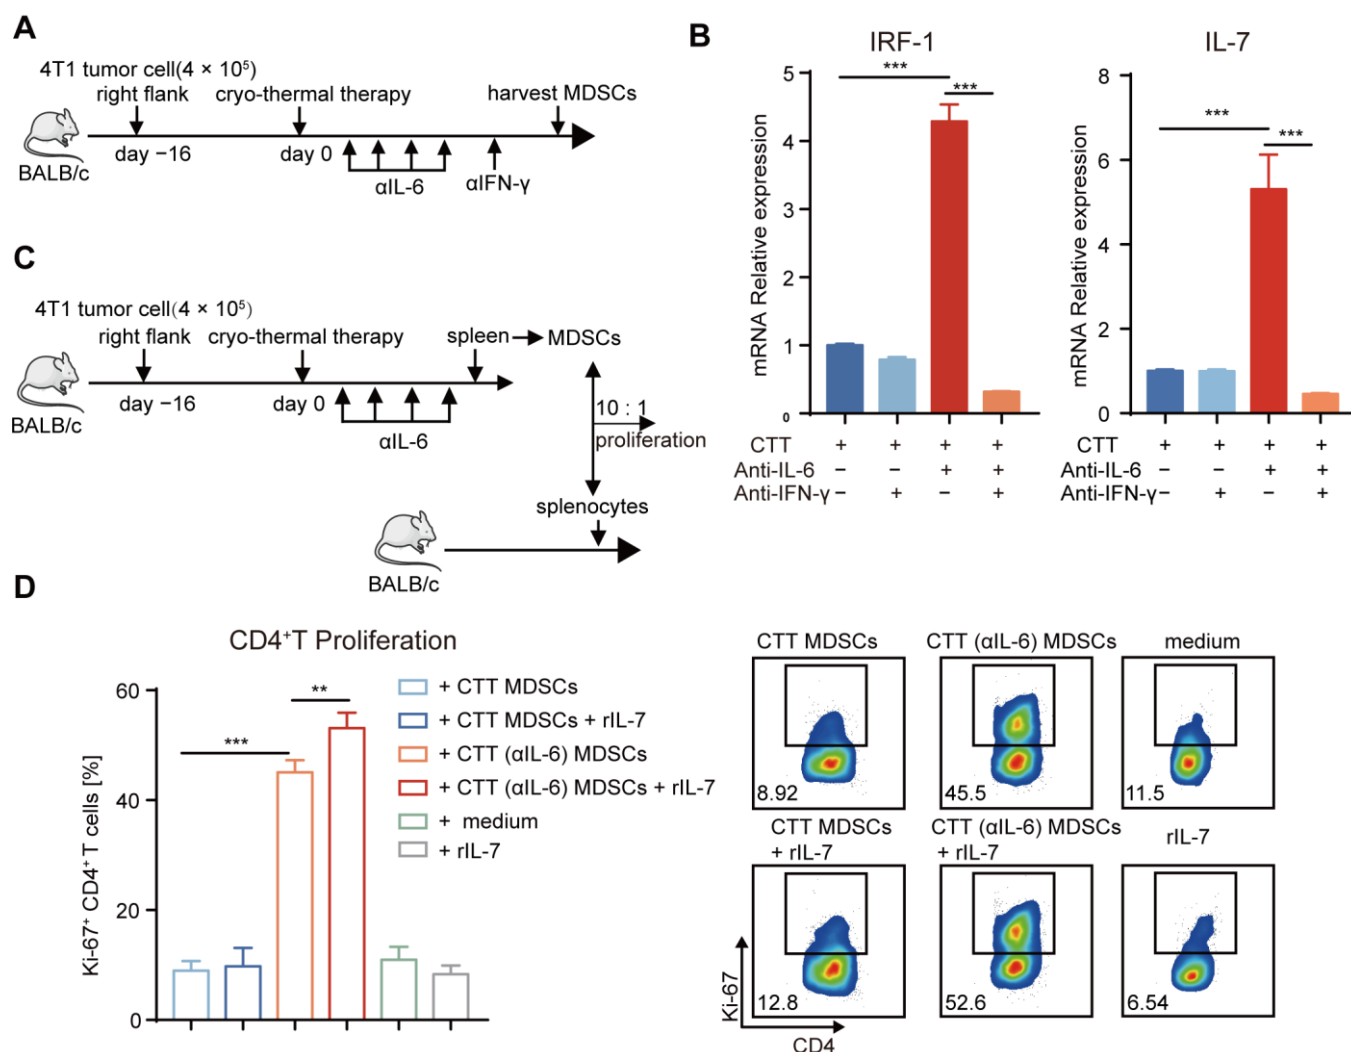 A
4T1 tumor cell(4 × 10⁵)
right flank
cryo-thermal therapy
harvest MDSCs
BALB/c
day −16
day 0
αIL-6
αIFN-γ
B
IRF-1
mRNA Relative expression
5
4
3
2
1
0
***
***
CTT + + + +
Anti-IL-6 − − + +
Anti-IFN-γ − + − +
IL-7
mRNA Relative expression
8
6
4
2
0
***
***
CTT + + + +
Anti-IL-6 − − + +
Anti-IFN-γ − + − +
C
4T1 tumor cell(4 × 10⁵)
right flank
cryo-thermal therapy
spleen
MDSCs
BALB/c
day −16
day 0
αIL-6
10 : 1
proliferation
splenocytes
BALB/c
D
CD4⁺T Proliferation
Ki-67⁺ CD4⁺ T cells [%]
60
40
20
0
***
**
+ CTT MDSCs
+ CTT MDSCs + rIL-7
+ CTT (αIL-6) MDSCs
+ CTT (αIL-6) MDSCs + rIL-7
+ medium
+ rIL-7
CTT MDSCs
8.92
CTT (αIL-6) MDSCs
45.5
medium
11.5
CTT MDSCs
+ rIL-7
12.8
CTT (αIL-6) MDSCs
+ rIL-7
52.6
rIL-7
6.54
Ki-67
CD4